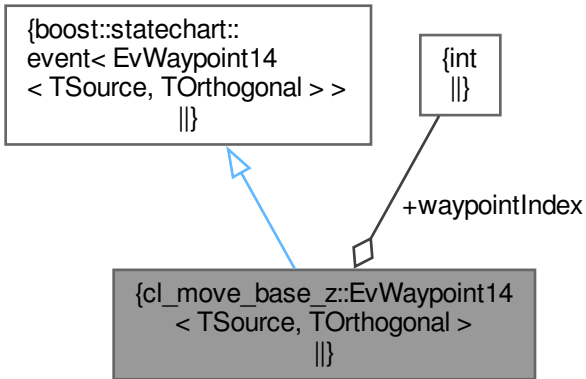 {boost::statechart::
event< EvWaypoint14
< TSource, TOrthogonal > >
||}
{int
||}
+waypointIndex
{cl_move_base_z::EvWaypoint14
< TSource, TOrthogonal >
||}